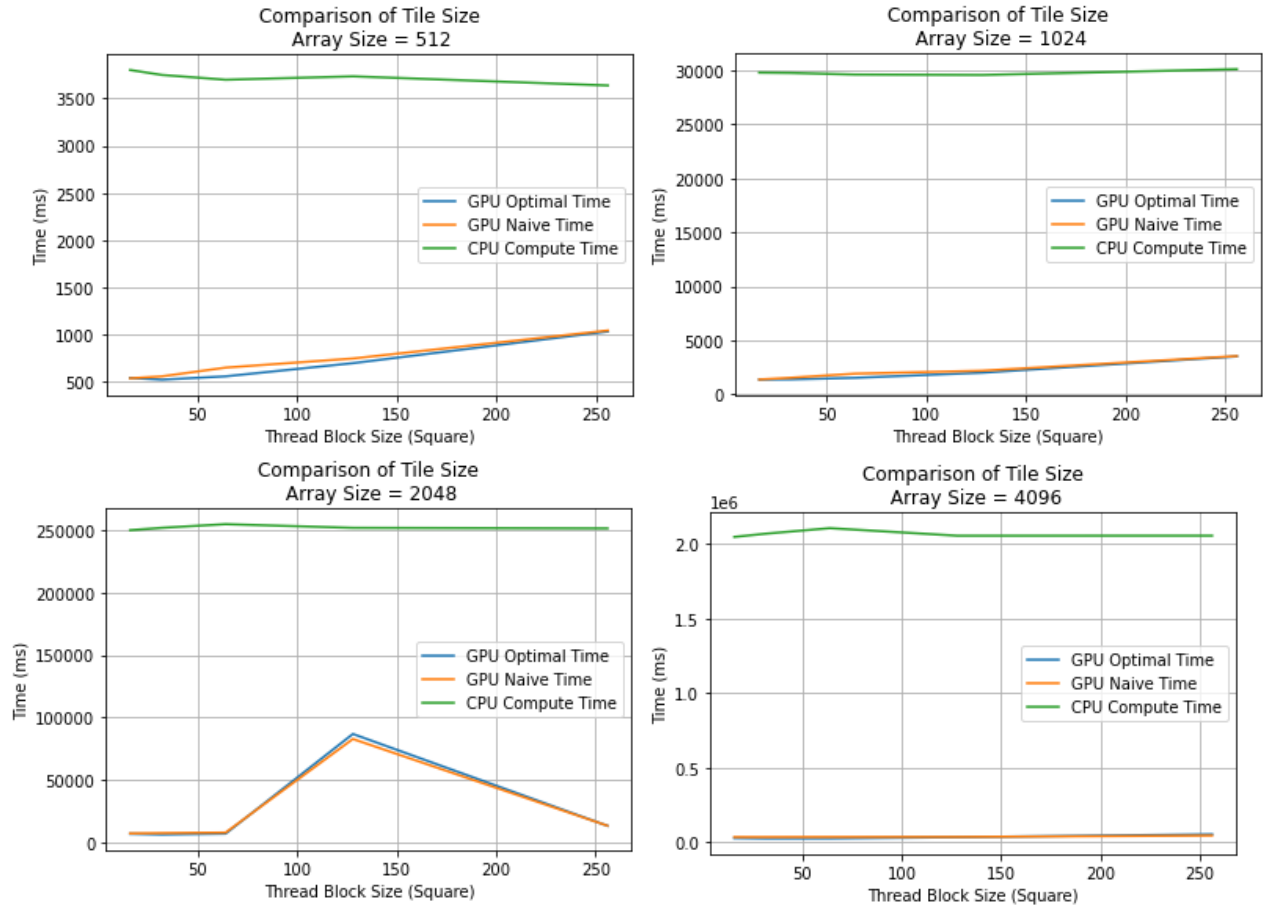 Comparison of Tile Size
Array Size = 512
3500
3000
2500
2000
1500
1000
500
Time (ms)
GPU Optimal Time
GPU Naive Time
CPU Compute Time
50 100 150 200 250
Thread Block Size (Square)
Comparison of Tile Size
Array Size = 1024
30000
25000
20000
15000
10000
5000
0
Time (ms)
GPU Optimal Time
GPU Naive Time
CPU Compute Time
50 100 150 200 250
Thread Block Size (Square)
Comparison of Tile Size
Array Size = 2048
250000
200000
150000
100000
50000
0
Time (ms)
GPU Optimal Time
GPU Naive Time
CPU Compute Time
50 100 150 200 250
Thread Block Size (Square)
Comparison of Tile Size
Array Size = 4096
1e6
2.0
1.5
1.0
0.5
0.0
Time (ms)
GPU Optimal Time
GPU Naive Time
CPU Compute Time
50 100 150 200 250
Thread Block Size (Square)